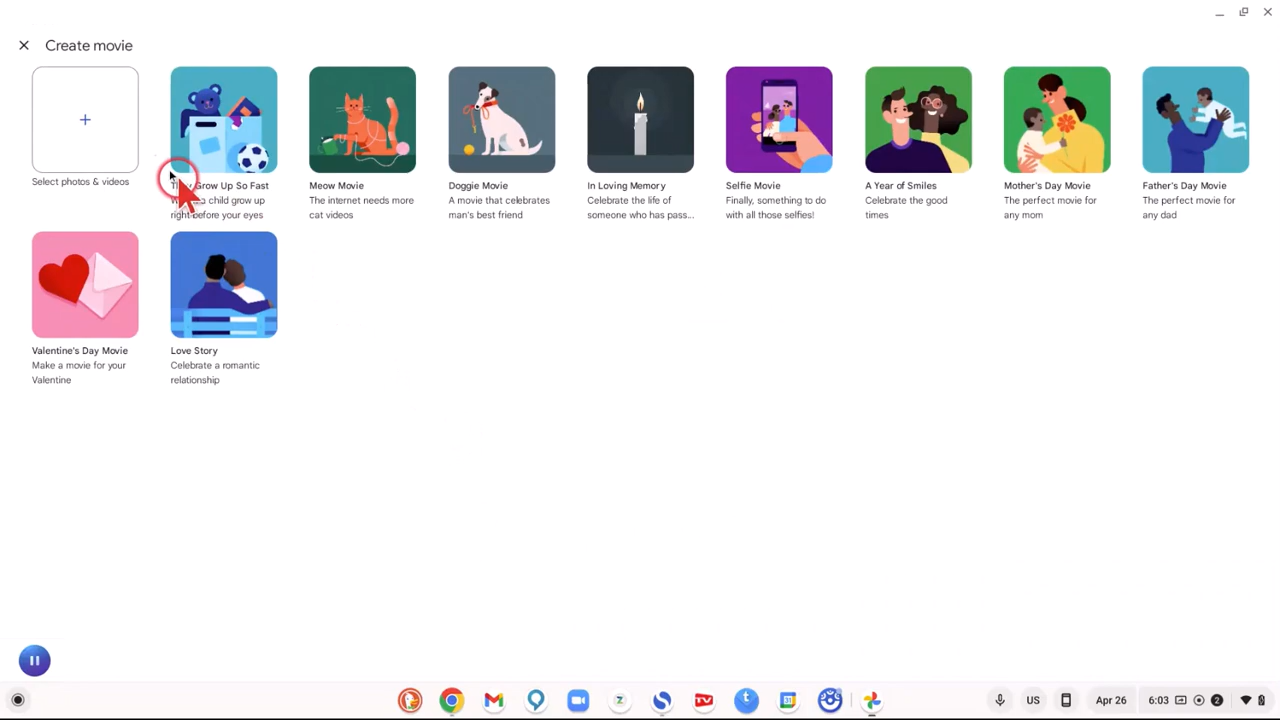 Create movie
Select photos & videos
They Grow Up So Fast
a child grow up
right before your eyes
Meow Movie
The internet needs more
cat videos
Doggie Movie
A movie that celebrates
man's best friend
In Loving Memory
Celebrate the life of
someone who has pass...
Selfie Movie
Finally, something to do
with all those selfies!
A Year of Smiles
Celebrate the good
times
Mother's Day Movie
The perfect movie for
any mom
Father's Day Movie
The perfect movie for
any dad
Valentine's Day Movie
Make a movie for your
Valentine
Love Story
Celebrate a romantic
relationship
Z
TV
t
31
US
Apr 26
6:03
2